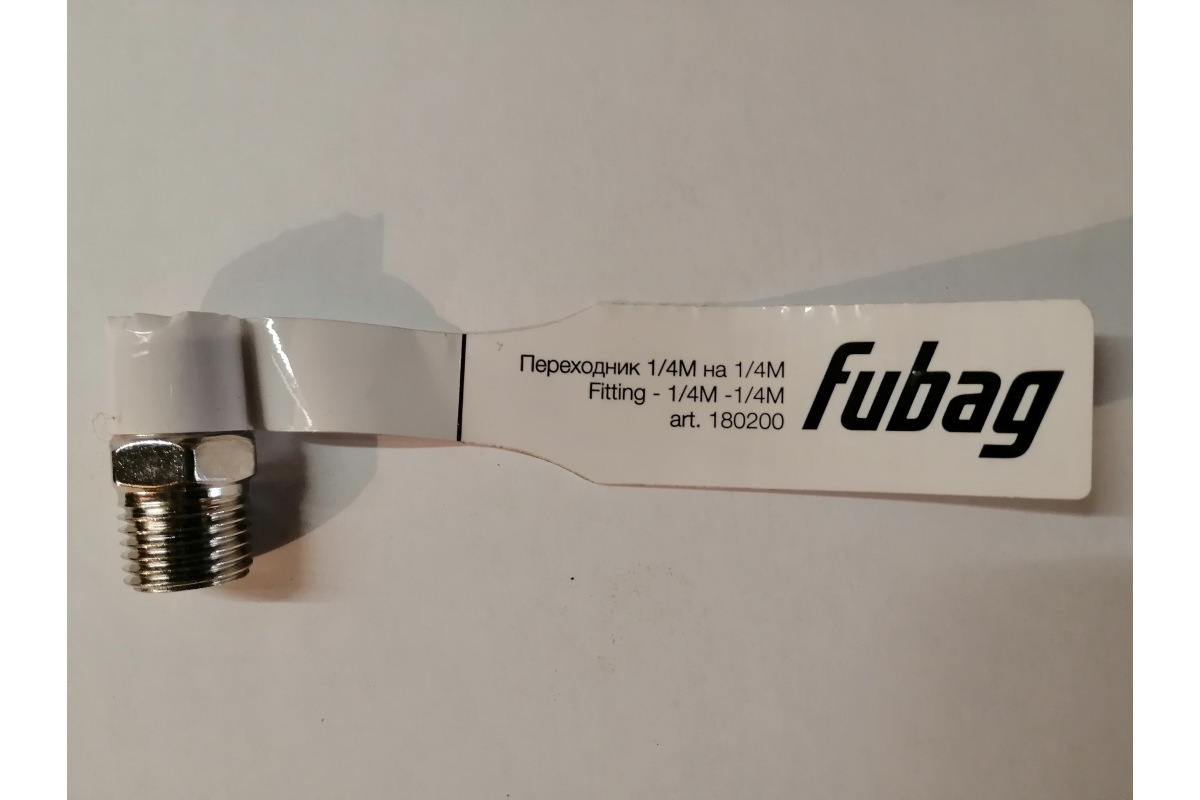 Переходник 1/4М на 1/4М
Fitting - 1/4M -1/4M
art. 180200
fubag